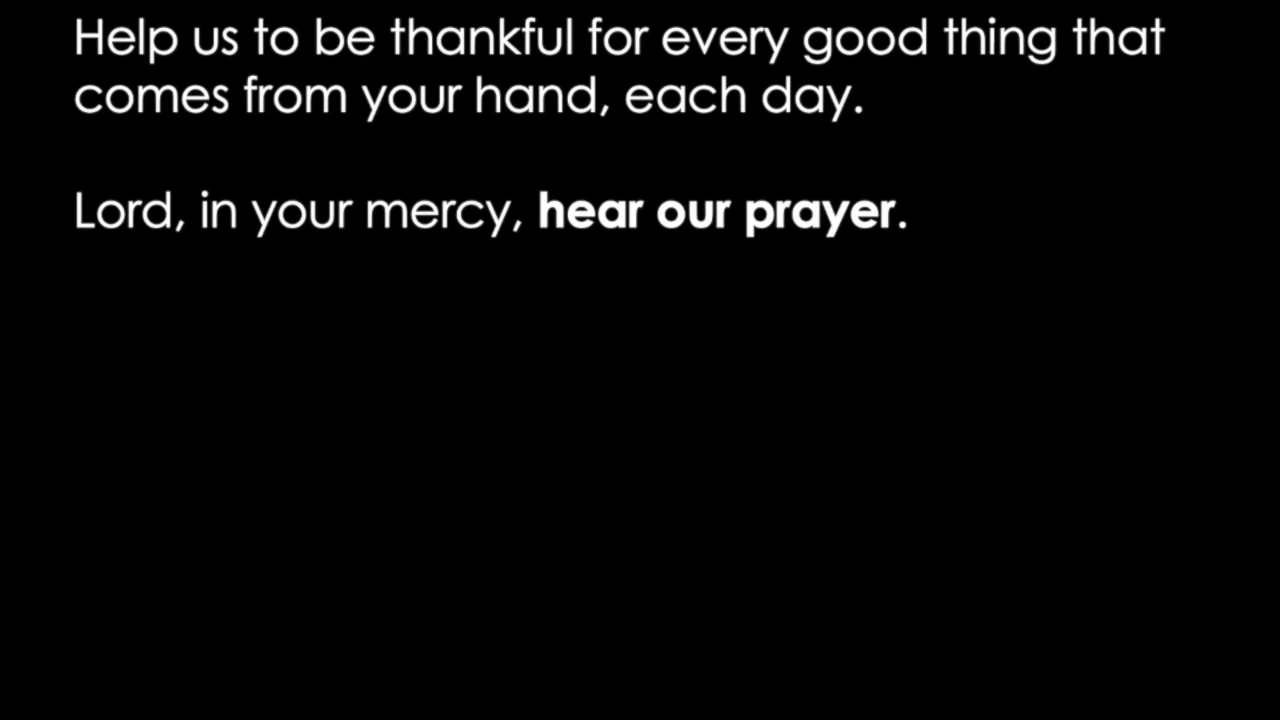 Help us to be thankful for every good thing that
comes from your hand, each day.
Lord, in your mercy, hear our prayer.